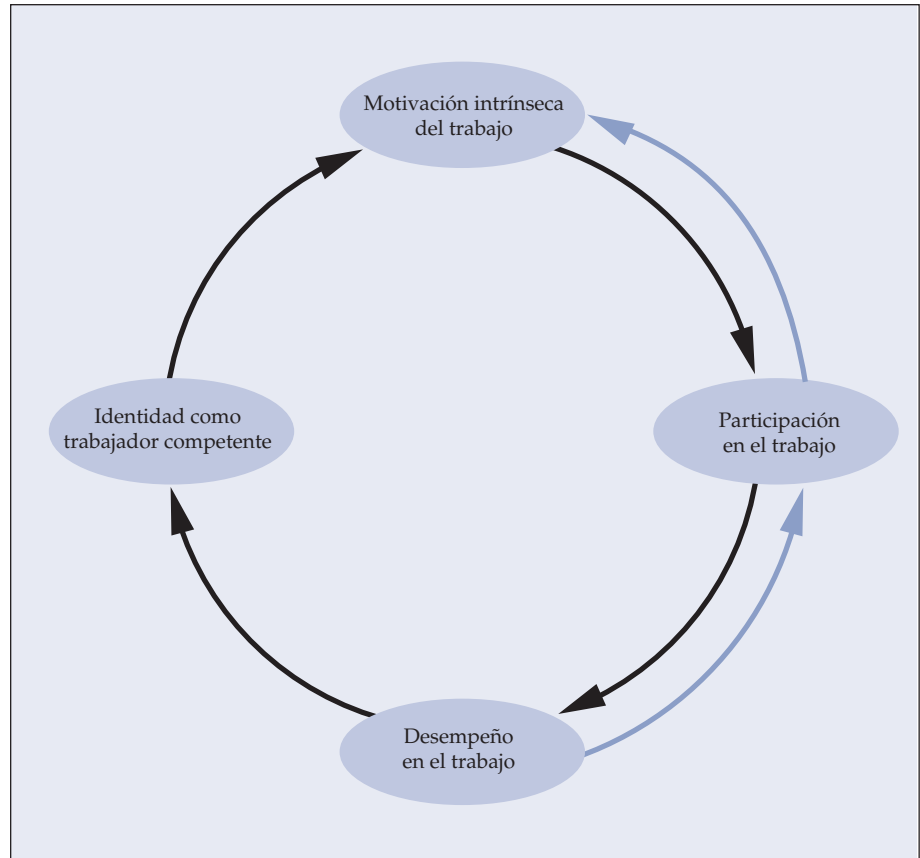 Motivación intrínseca
del trabajo
Identidad como
trabajador competente
Participación
en el trabajo
Desempeño
en el trabajo